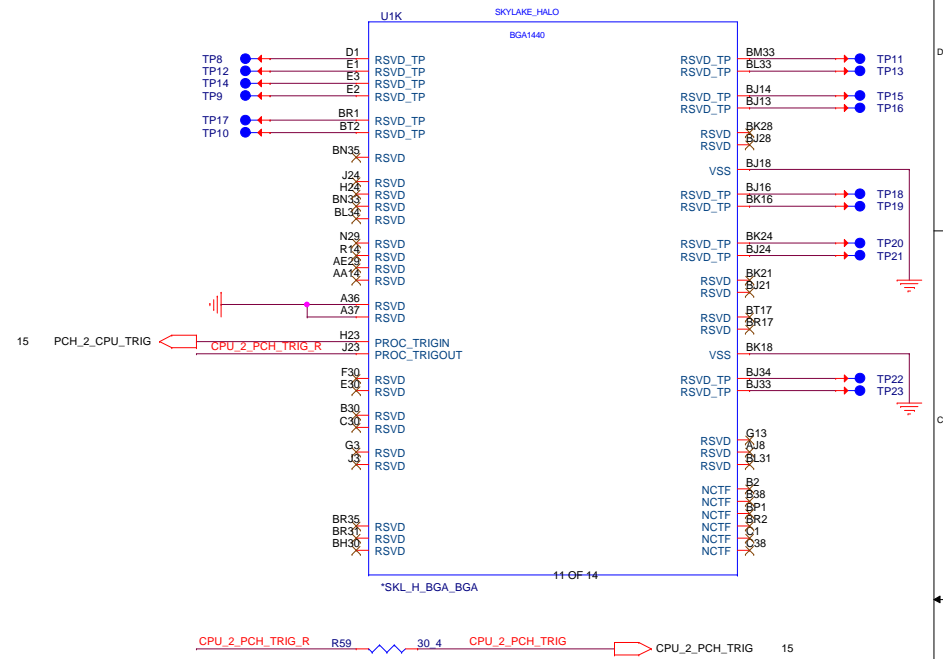 U1K
SKYLAKE_HALO
BGA1440
D
TP8 D1 RSVD_TP RSVD_TP BM33 TP11
TP12 E1 RSVD_TP RSVD_TP BL33 TP13
TP14 E3 RSVD_TP
TP9 E2 RSVD_TP RSVD_TP BJ14 TP15
RSVD_TP BJ13 TP16
TP17 BR1 RSVD_TP
TP10 BT2 RSVD_TP RSVD BK28
RSVD BJ28
BN35 RSVD
VSS BJ18
J24 RSVD
H24 RSVD RSVD_TP BJ16 TP18
BN33 RSVD RSVD_TP BK16 TP19
BL34 RSVD
N29 RSVD RSVD_TP BK24 TP20
R14 RSVD RSVD_TP BJ24 TP21
AE29 RSVD
AA14 RSVD RSVD BK21
RSVD BJ21
A36 RSVD
A37 RSVD RSVD BT17
RSVD BR17
15 PCH_2_CPU_TRIG H23 PROC_TRIGIN
CPU_2_PCH_TRIG_R J23 PROC_TRIGOUT VSS BK18
F30 RSVD RSVD_TP BJ34 TP22
E30 RSVD RSVD_TP BJ33 TP23
B30 RSVD
C30 RSVD
C
G3 RSVD RSVD G13
J3 RSVD RSVD AJ8
RSVD BL31
NCTF B2
NCTF B38
NCTF BP1
BR35 RSVD NCTF BR2
BR31 RSVD NCTF C1
BH30 RSVD NCTF C38
11 OF 14
*SKL_H_BGA_BGA
CPU_2_PCH_TRIG_R R59 30_4 CPU_2_PCH_TRIG CPU_2_PCH_TRIG 15